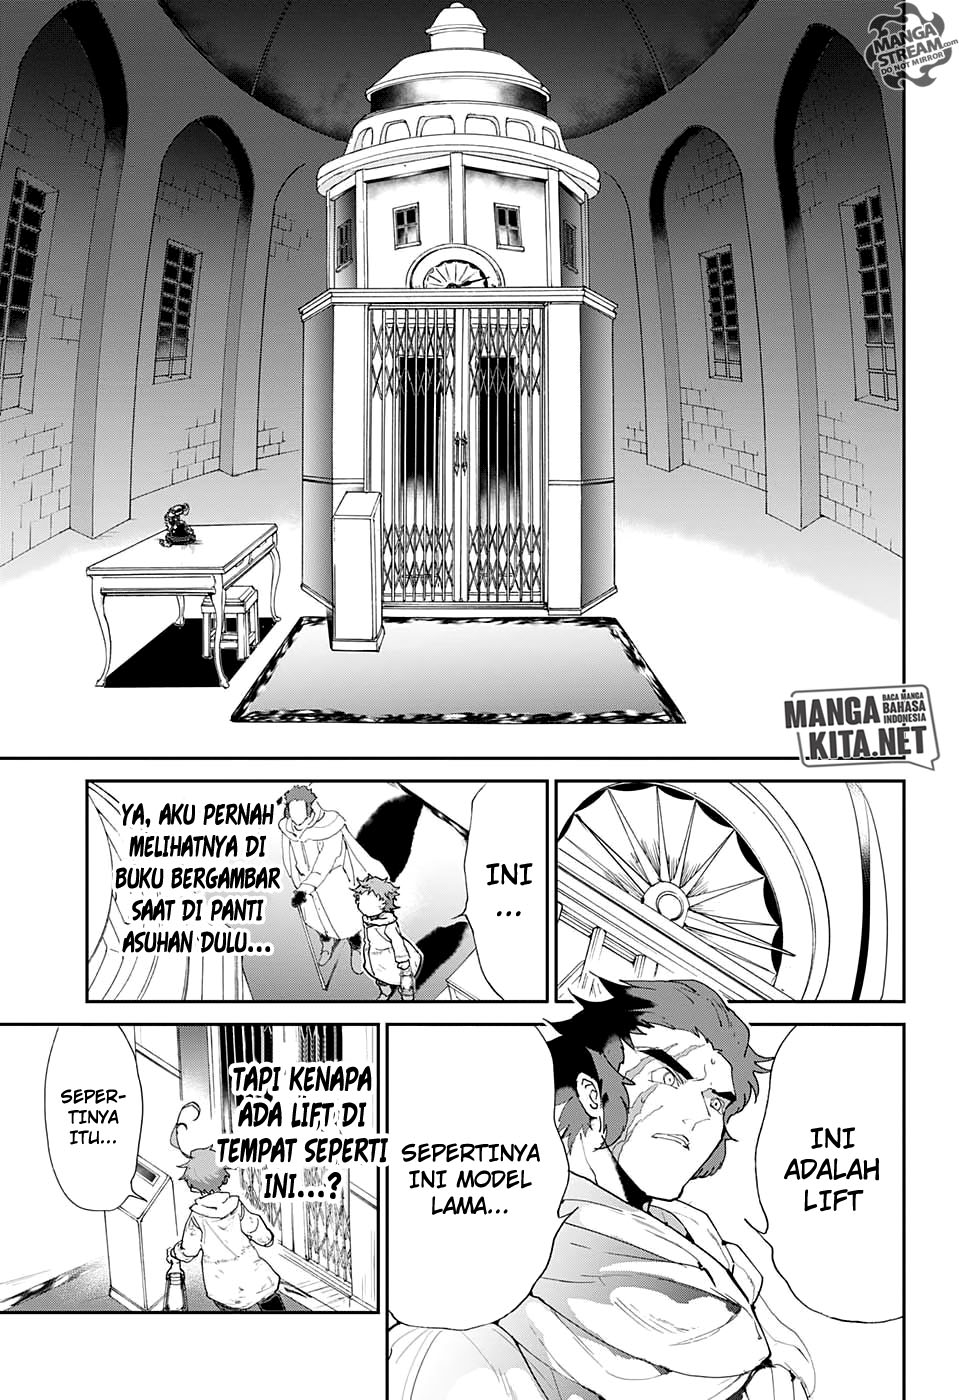 MANGA
STREAM.com
DO NOT MIRROR
MANGA
KITA.NET
BACA MANGA
BAHASA
INDONESIA
INI
...
YA, AKU PERNAH
MELIHATNYA DI
BUKU BERGAMBAR
SAAT DI PANTI
ASUHAN DULU...
INI
ADALAH
LIFT
SEPERTINYA
INI MODEL
LAMA...
TAPI KENAPA
ADA LIFT DI
TEMPAT SEPERTI
INI...?
SEPER-
TINYA
ITU...